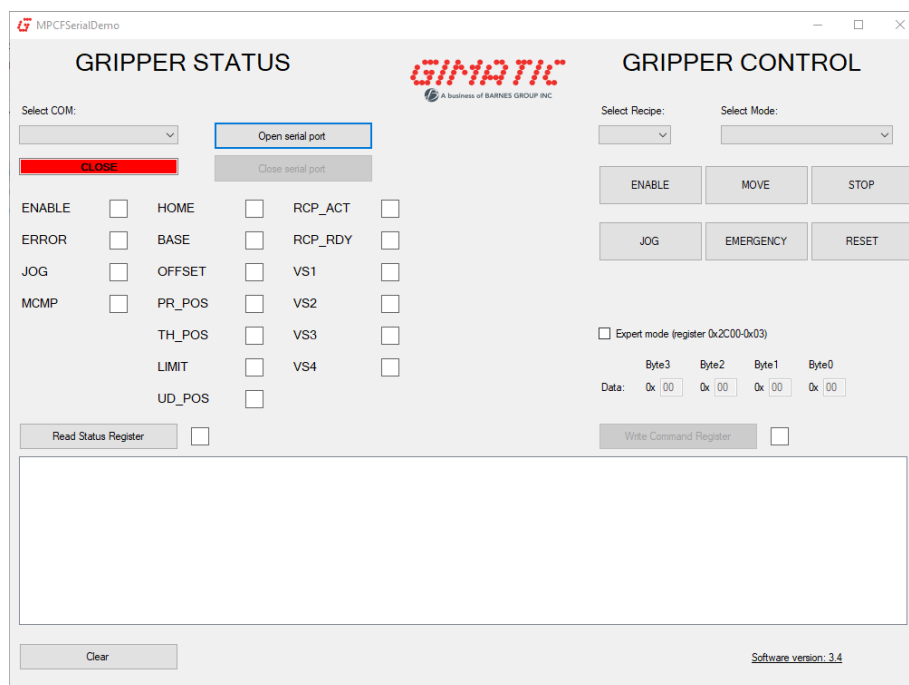 MPCFSerialDemo
GRIPPER STATUS
GIMATIC
A business of BARNES GROUP INC
GRIPPER CONTROL
Select COM:
Select Recipe:
Select Mode:
Open serial port
CLOSE
Close serial port
ENABLE
MOVE
STOP
ENABLE
HOME
RCP_ACT
ERROR
BASE
RCP_RDY
JOG
EMERGENCY
RESET
JOG
OFFSET
VS1
MCMP
PR_POS
VS2
TH_POS
VS3
Expert mode (register 0x2C00-0x03)
LIMIT
VS4
Byte3
Byte2
Byte1
Byte0
Data:
0x 00
0x 00
0x 00
0x 00
UD_POS
Read Status Register
Write Command Register
Clear
Software version: 3.4